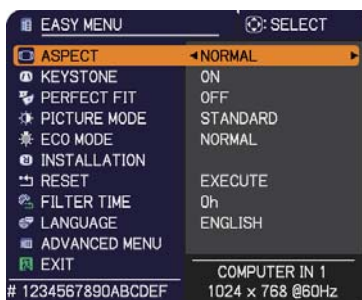 EASY MENU : SELECT
ASPECT NORMAL
KEYSTONE ON
PERFECT FIT OFF
PICTURE MODE STANDARD
ECO MODE NORMAL
INSTALLATION
RESET EXECUTE
FILTER TIME 0h
LANGUAGE ENGLISH
ADVANCED MENU
EXIT
COMPUTER IN 1
# 1234567890ABCDEF 1024 x 768 @60Hz